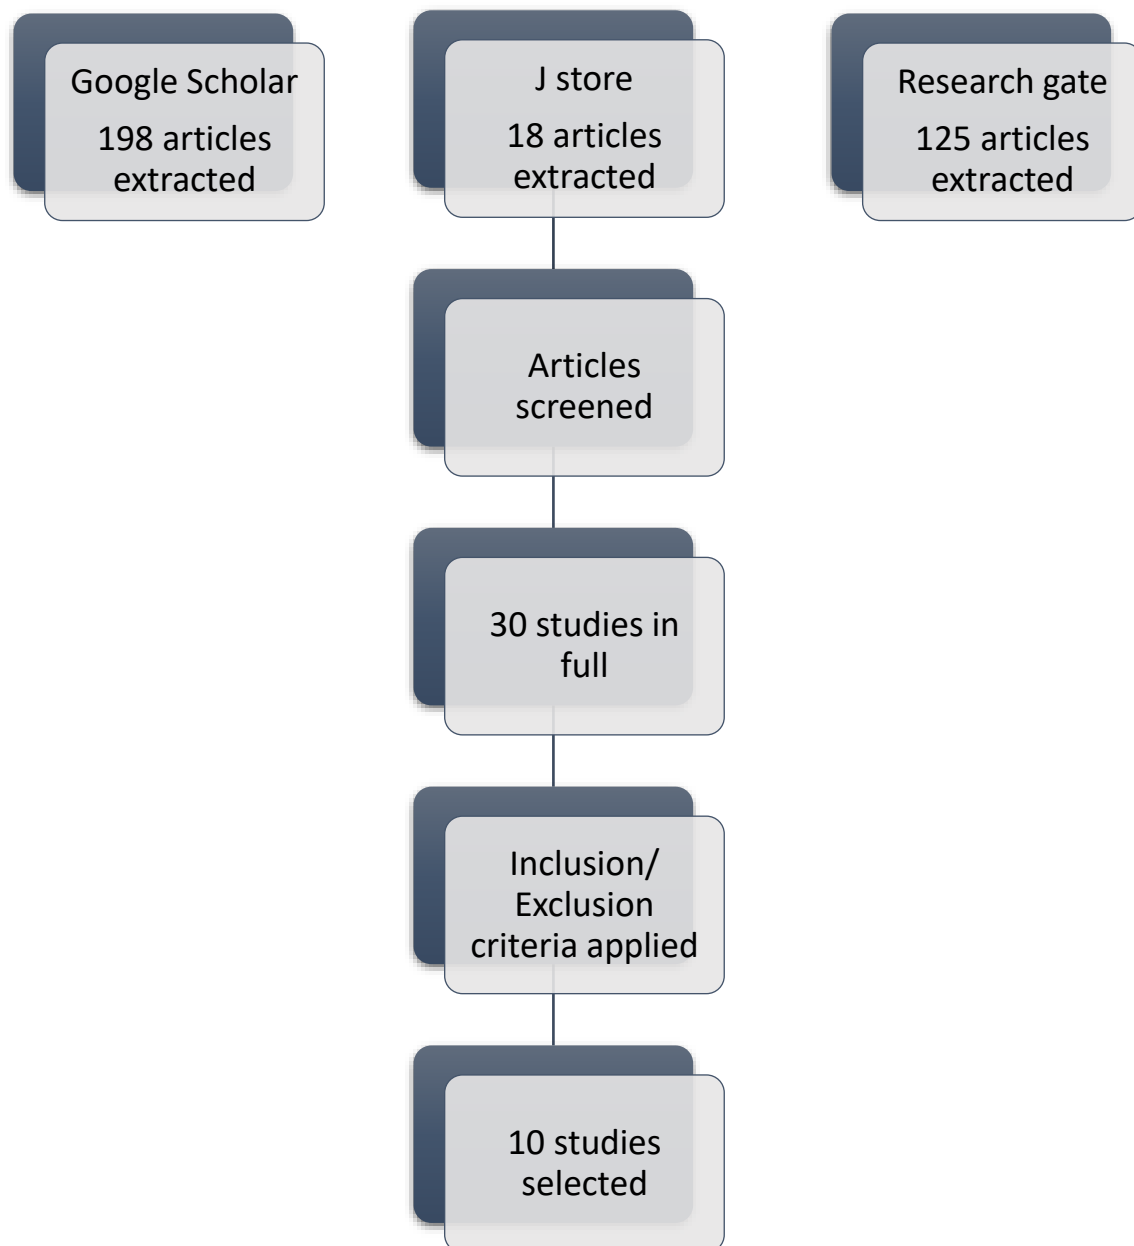 Google Scholar
198 articles
extracted
J store
18 articles
extracted
Research gate
125 articles
extracted
Articles
screened
30 studies in
full
Inclusion/
Exclusion
criteria applied
10 studies
selected